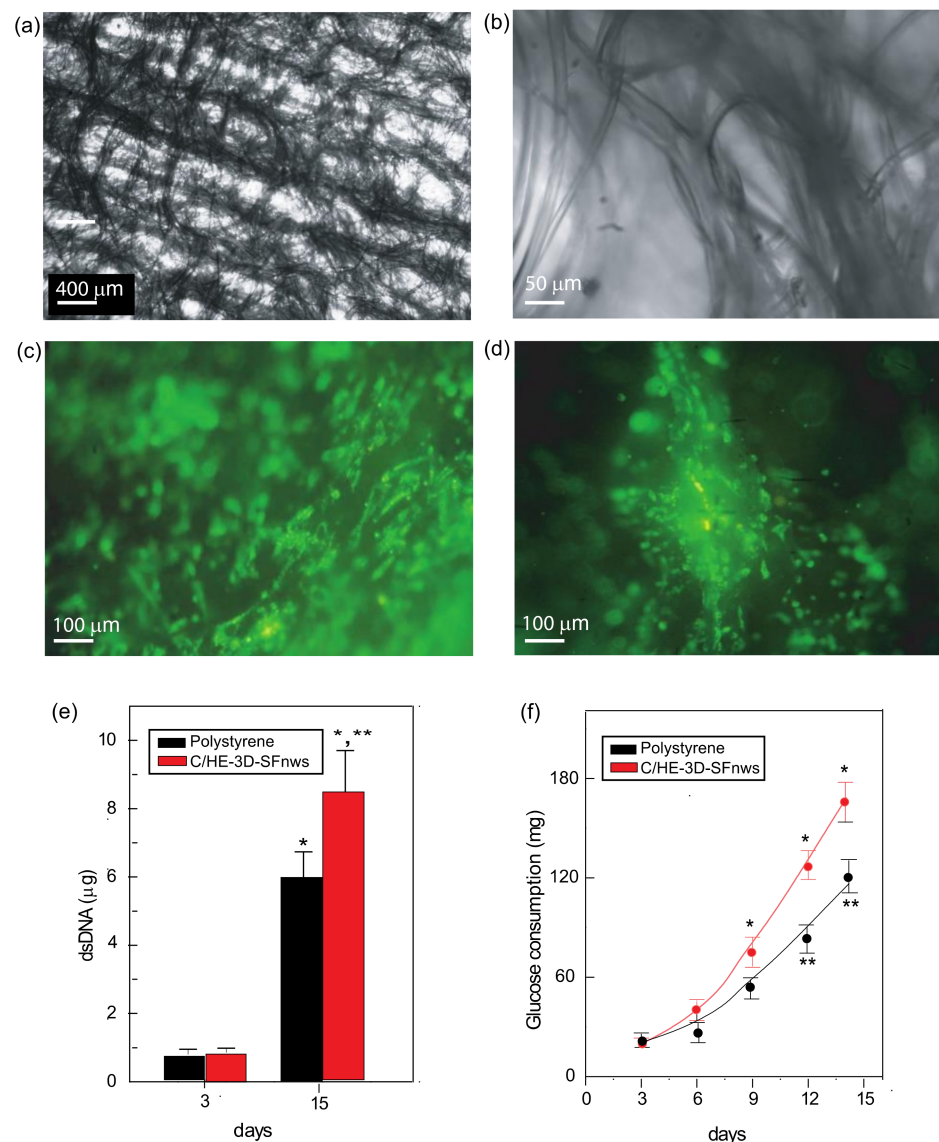 (a)
400 μm
(b)
50 μm
(c)
100 μm
(d)
100 μm
(e)
Polystyrene
C/HE-3D-SFnws
*
*,**
dsDNA (μg)
10
8
6
4
2
0
3
15
days
(f)
Polystyrene
C/HE-3D-SFnws
*
*
*
**
**
Glucose consumption (mg)
180
120
60
0
0
3
6
9
12
15
days